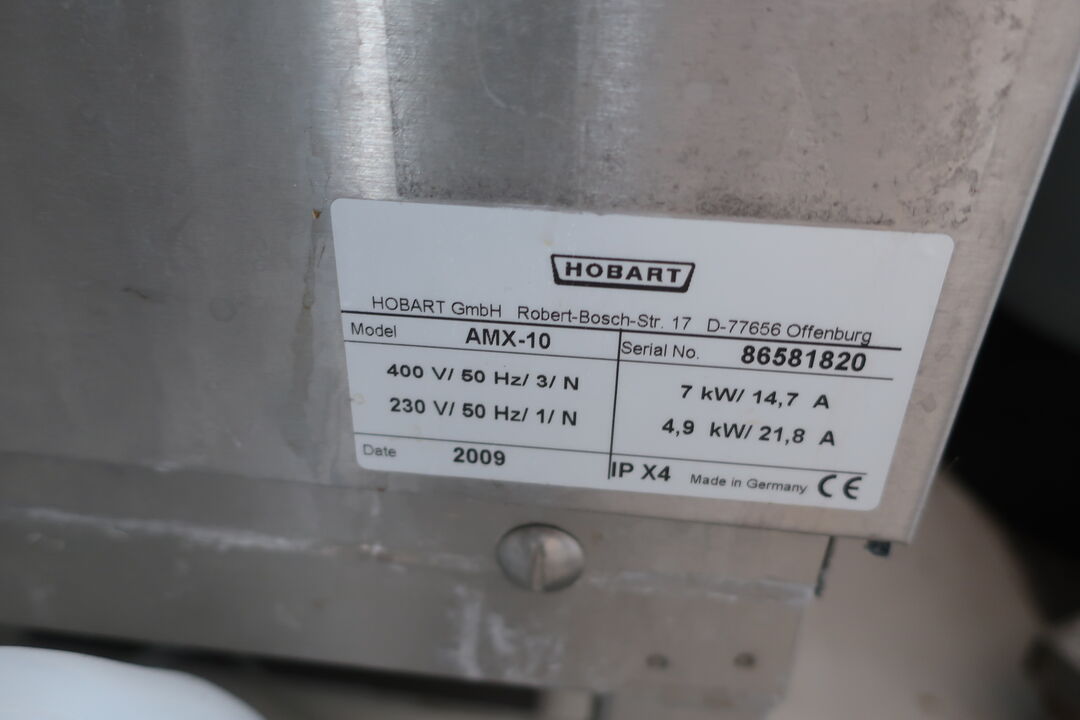 HOBART
HOBART GmbH Robert-Bosch-Str. 17 D-77656 Offenburg
Model AMX-10 Serial No. 86581820
400 V/ 50 Hz/ 3/ N 7 kW/ 14,7 A
230 V/ 50 Hz/ 1/ N 4,9 kW/ 21,8 A
Date 2009 IP X4 Made in Germany CE